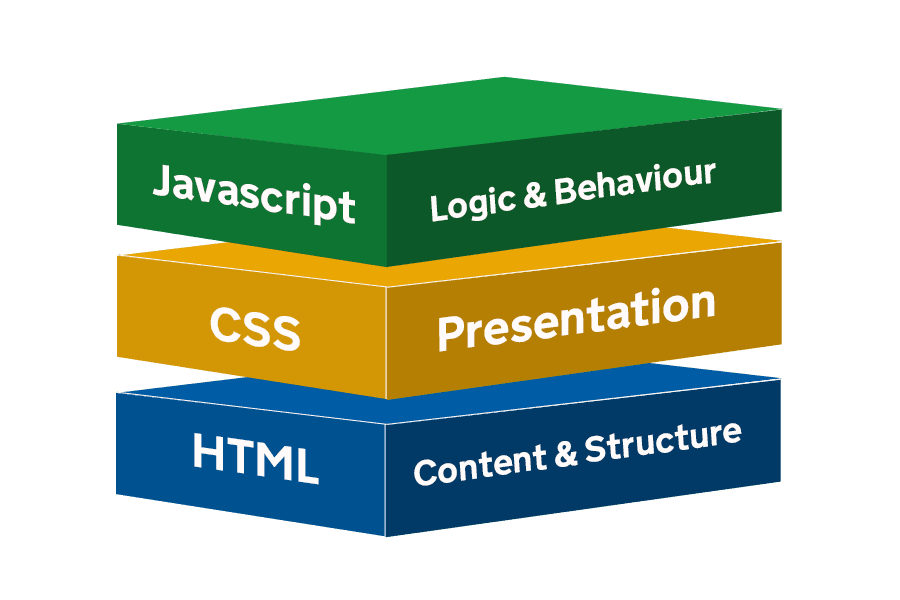 Javascript
Logic & Behaviour
CSS
Presentation
HTML
Content & Structure